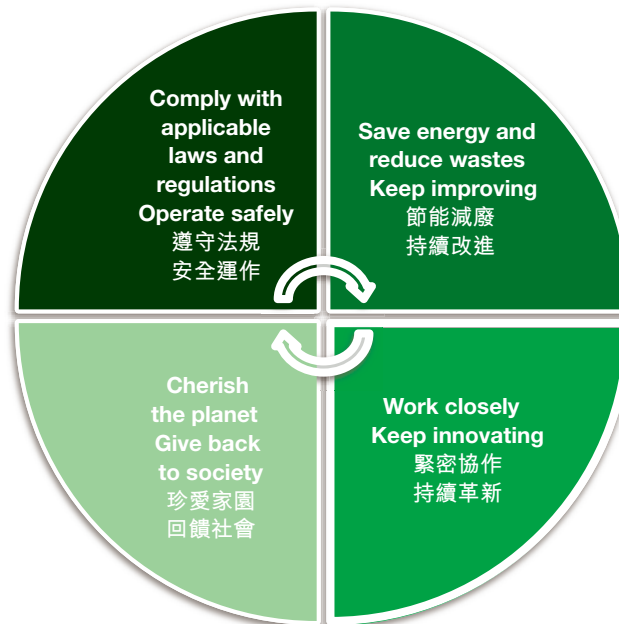 Comply with
applicable
laws and
regulations
Operate safely
遵守法規
安全運作
Save energy and
reduce wastes
Keep improving
節能減廢
持續改進
Cherish
the planet
Give back
to society
珍愛家園
回饋社會
Work closely
Keep innovating
緊密協作
持續革新